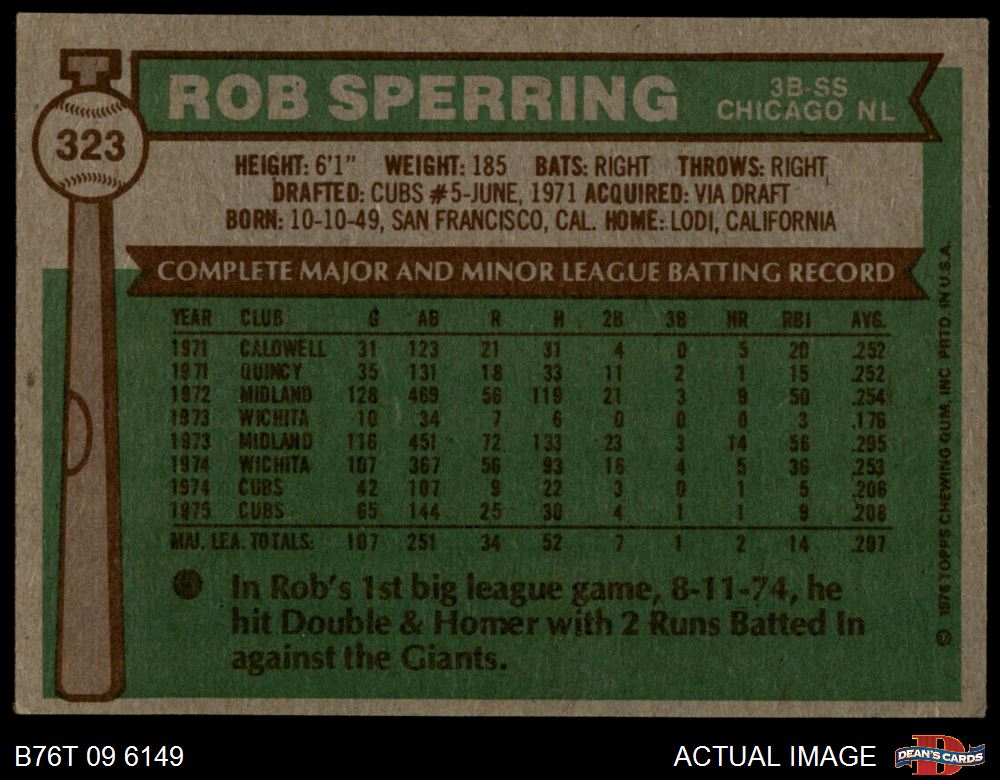 ROB SPERRING
3B-SS
CHICAGO NL
323
HEIGHT: 6'1" WEIGHT: 185 BATS: RIGHT THROWS: RIGHT
DRAFTED: CUBS #5-JUNE, 1971 ACQUIRED: VIA DRAFT
BORN: 10-10-49, SAN FRANCISCO, CAL. HOME: LODI, CALIFORNIA
COMPLETE MAJOR AND MINOR LEAGUE BATTING RECORD
YEAR CLUB G AB R H 2B 3B HR RBI AVG.
1971 CALDWELL 31 123 21 31 4 0 5 20 .252
1971 QUINCY 35 131 18 33 11 2 1 15 .252
1972 MIDLAND 128 469 56 119 21 3 9 50 .254
1973 WICHITA 10 34 7 6 0 0 0 3 .176
1973 MIDLAND 116 451 72 133 23 3 14 56 .295
1974 WICHITA 107 367 56 93 16 4 5 36 .253
1974 CUBS 42 107 9 22 3 0 1 5 .206
1975 CUBS 65 144 25 30 4 1 1 9 .208
MAJ. LEA. TOTALS: 107 251 34 52 7 1 2 14 .207
In Rob's 1st big league game, 8-11-74, he
hit Double & Homer with 2 Runs Batted In
against the Giants.
© 1976 TOPPS CHEWING GUM, INC. PRTD. IN U.S.A.
B76T 09 6149
ACTUAL IMAGE
D
DEAN'S CARDS